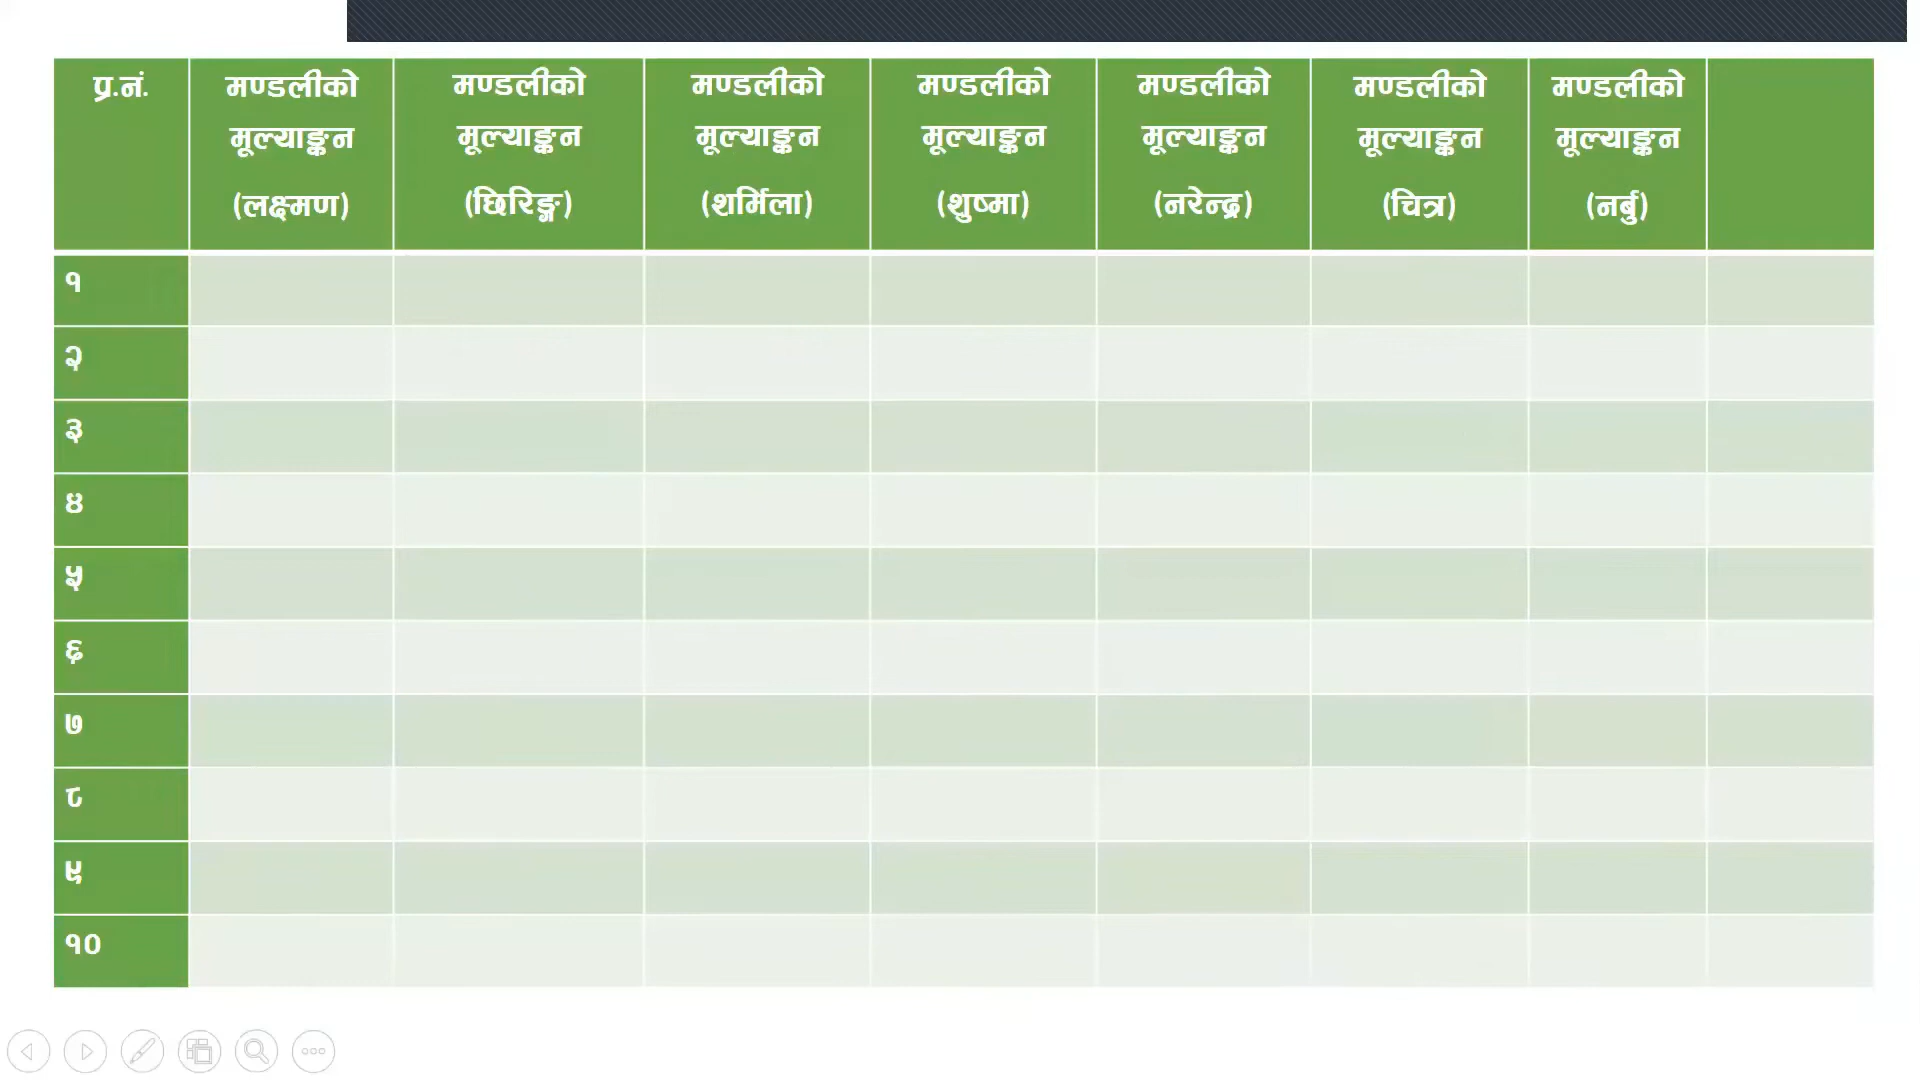 प्र.नं.
मण्डलीको
मूल्याङ्कन
(लक्ष्मण)
मण्डलीको
मूल्याङ्कन
(छिरिङ्ग)
मण्डलीको
मूल्याङ्कन
(शर्मिला)
मण्डलीको
मूल्याङ्कन
(शुष्मा)
मण्डलीको
मूल्याङ्कन
(नरेन्द्र)
मण्डलीको
मूल्याङ्कन
(चित्र)
मण्डलीको
मूल्याङ्कन
(नर्बु)
१
२
३
४
५
६
७
८
९
१०